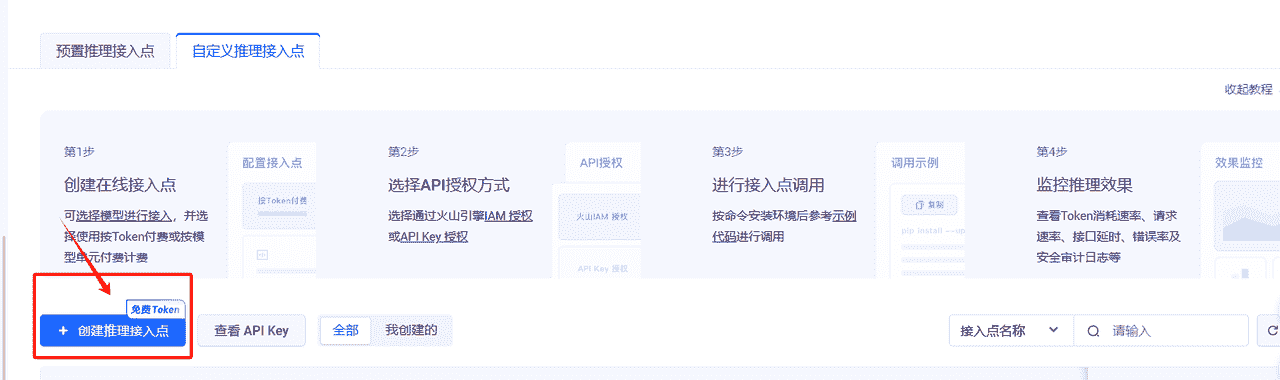 预置推理接入点
自定义推理接入点
收起教程
第1步
创建在线接入点
可选择模型进行接入，并选
择使用按Token付费或按模
型单元付费计费
配置接入点
按Token付费
第2步
选择API授权方式
选择通过火山引擎IAM 授权
或API Key 授权
API授权
火山IAM 授权
API Key 授权
第3步
进行接入点调用
按命令安装环境后参考示例
代码进行调用
调用示例
复制
pip install --up
第4步
监控推理效果
查看Token消耗速率、请求
速率、接口延时、错误率及
安全审计日志等
效果监控
免费Token
+ 创建推理接入点
查看 API Key
全部
我创建的
接入点名称
请输入